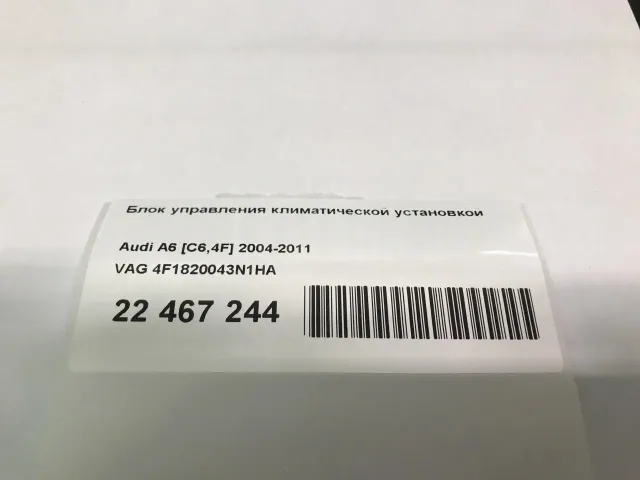 Блок управления климатической установкой
Audi A6 [C6,4F] 2004-2011
VAG 4F1820043N1HA
22 467 244